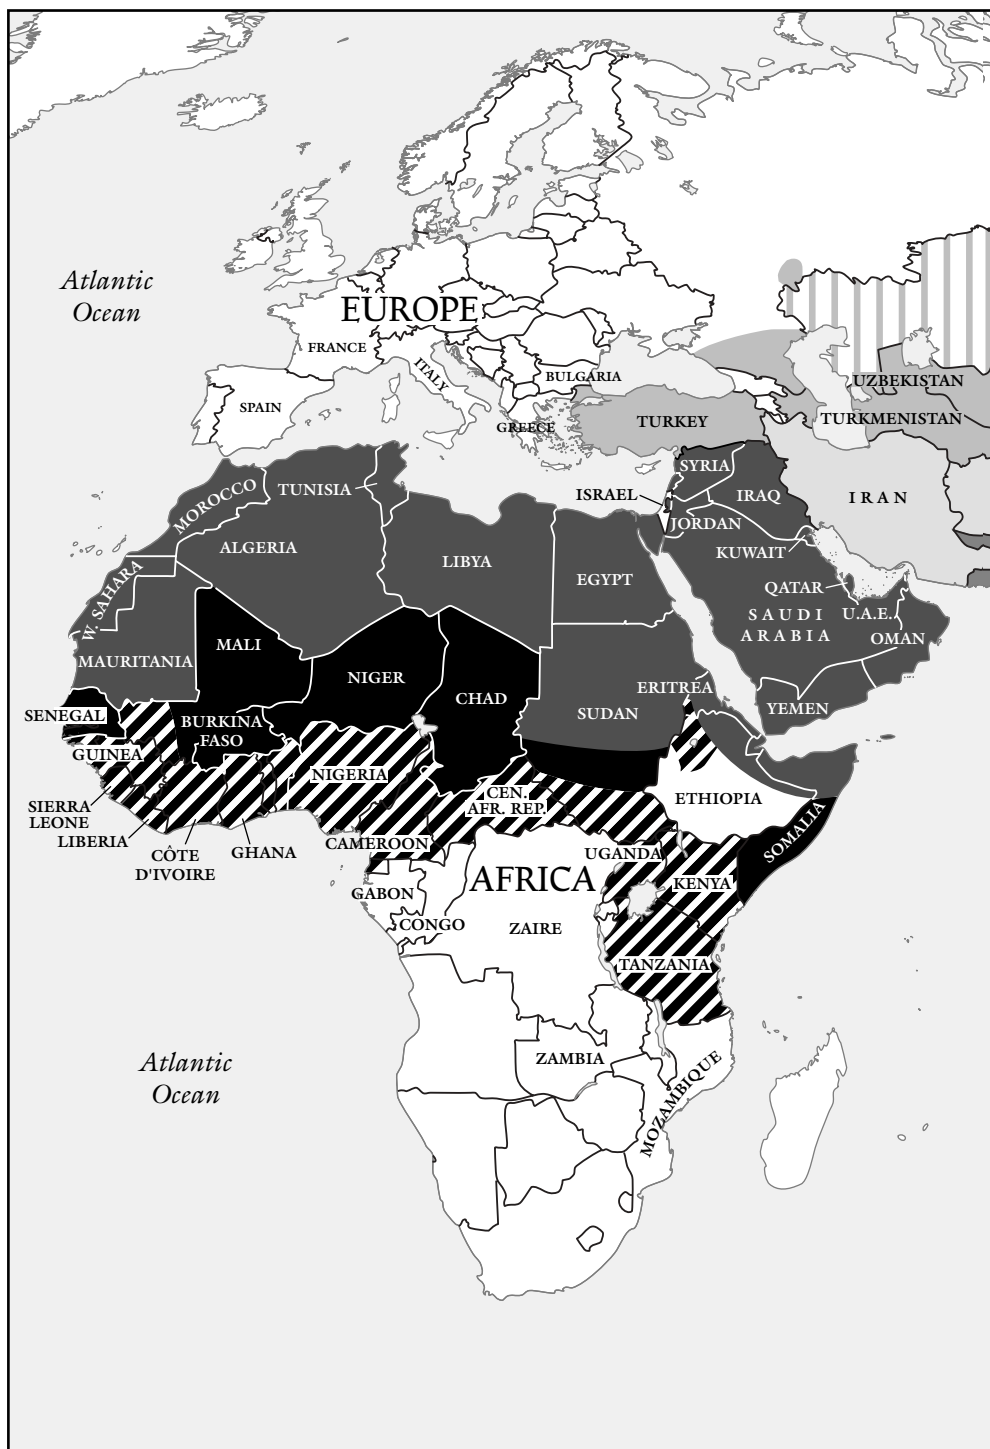 Atlantic
Ocean
EUROPE
FRANCE
ITALY
BULGARIA
SPAIN
GREECE
TURKEY
UZBEKISTAN
TURKMENISTAN
SYRIA
ISRAEL
IRAQ
IRAN
JORDAN
KUWAIT
MOROCCO
TUNISIA
ALGERIA
LIBYA
EGYPT
QATAR
SAUDI
ARABIA
U.A.E.
OMAN
W. SAHARA
MAURITANIA
MALI
NIGER
CHAD
SUDAN
ERITREA
YEMEN
SENEGAL
BURKINA
FASO
GUINEA
NIGERIA
CEN.
AFR. REP.
ETHIOPIA
SOMALIA
SIERRA
LEONE
LIBERIA
CÔTE
D'IVOIRE
GHANA
CAMEROON
UGANDA
KENYA
AFRICA
GABON
CONGO
ZAIRE
TANZANIA
Atlantic
Ocean
ZAMBIA
MOZAMBIQUE